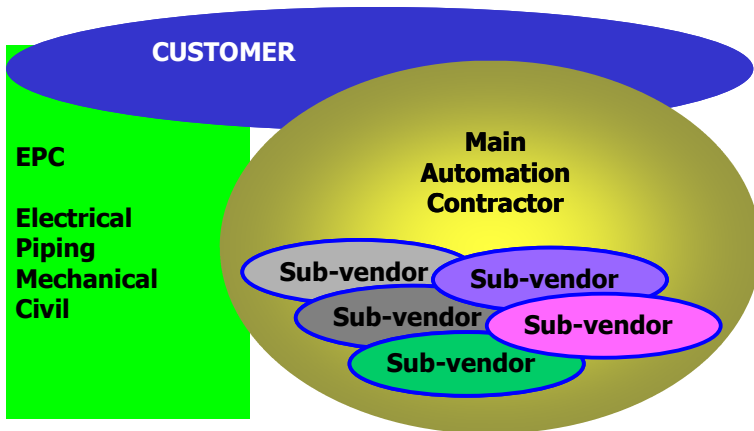 CUSTOMER
EPC
Electrical
Piping
Mechanical
Civil
Main
Automation
Contractor
Sub-vendor
Sub-vendor
Sub-vendor
Sub-vendor
Sub-vendor